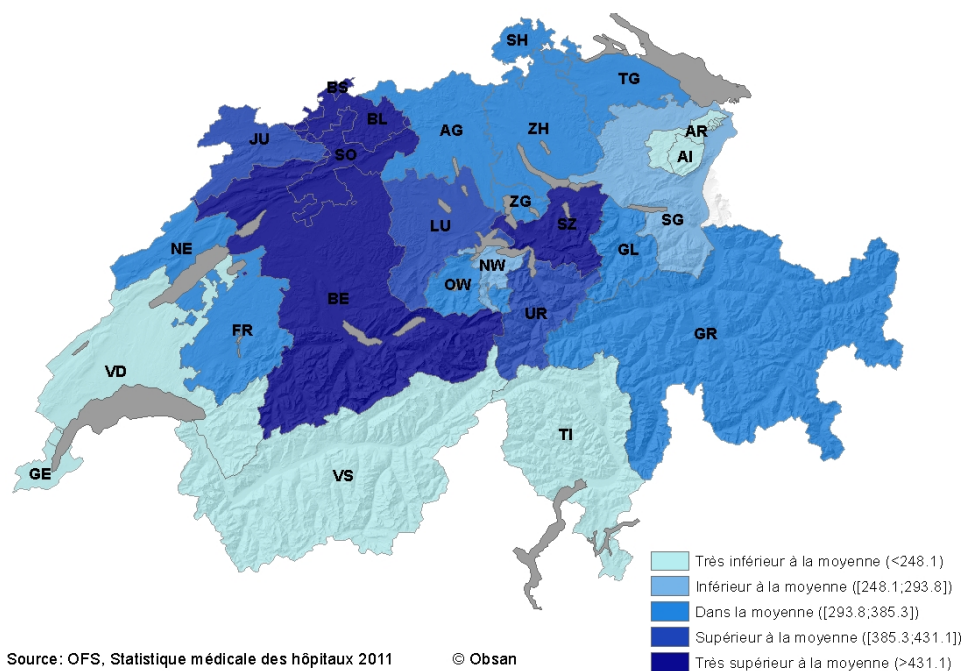 SH
TG
BS
BL
AG
ZH
AR
JU
SO
AI
ZG
LU
SZ
SG
NE
NW
GL
OW
BE
UR
FR
GR
VD
TI
GE
VS
Très inférieur à la moyenne (<248.1)
Inférieur à la moyenne ([248.1;293.8])
Dans la moyenne ([293.8;385.3])
Supérieur à la moyenne ([385.3;431.1])
Très supérieur à la moyenne (>431.1)
Source: OFS, Statistique médicale des hôpitaux 2011 © Obsan